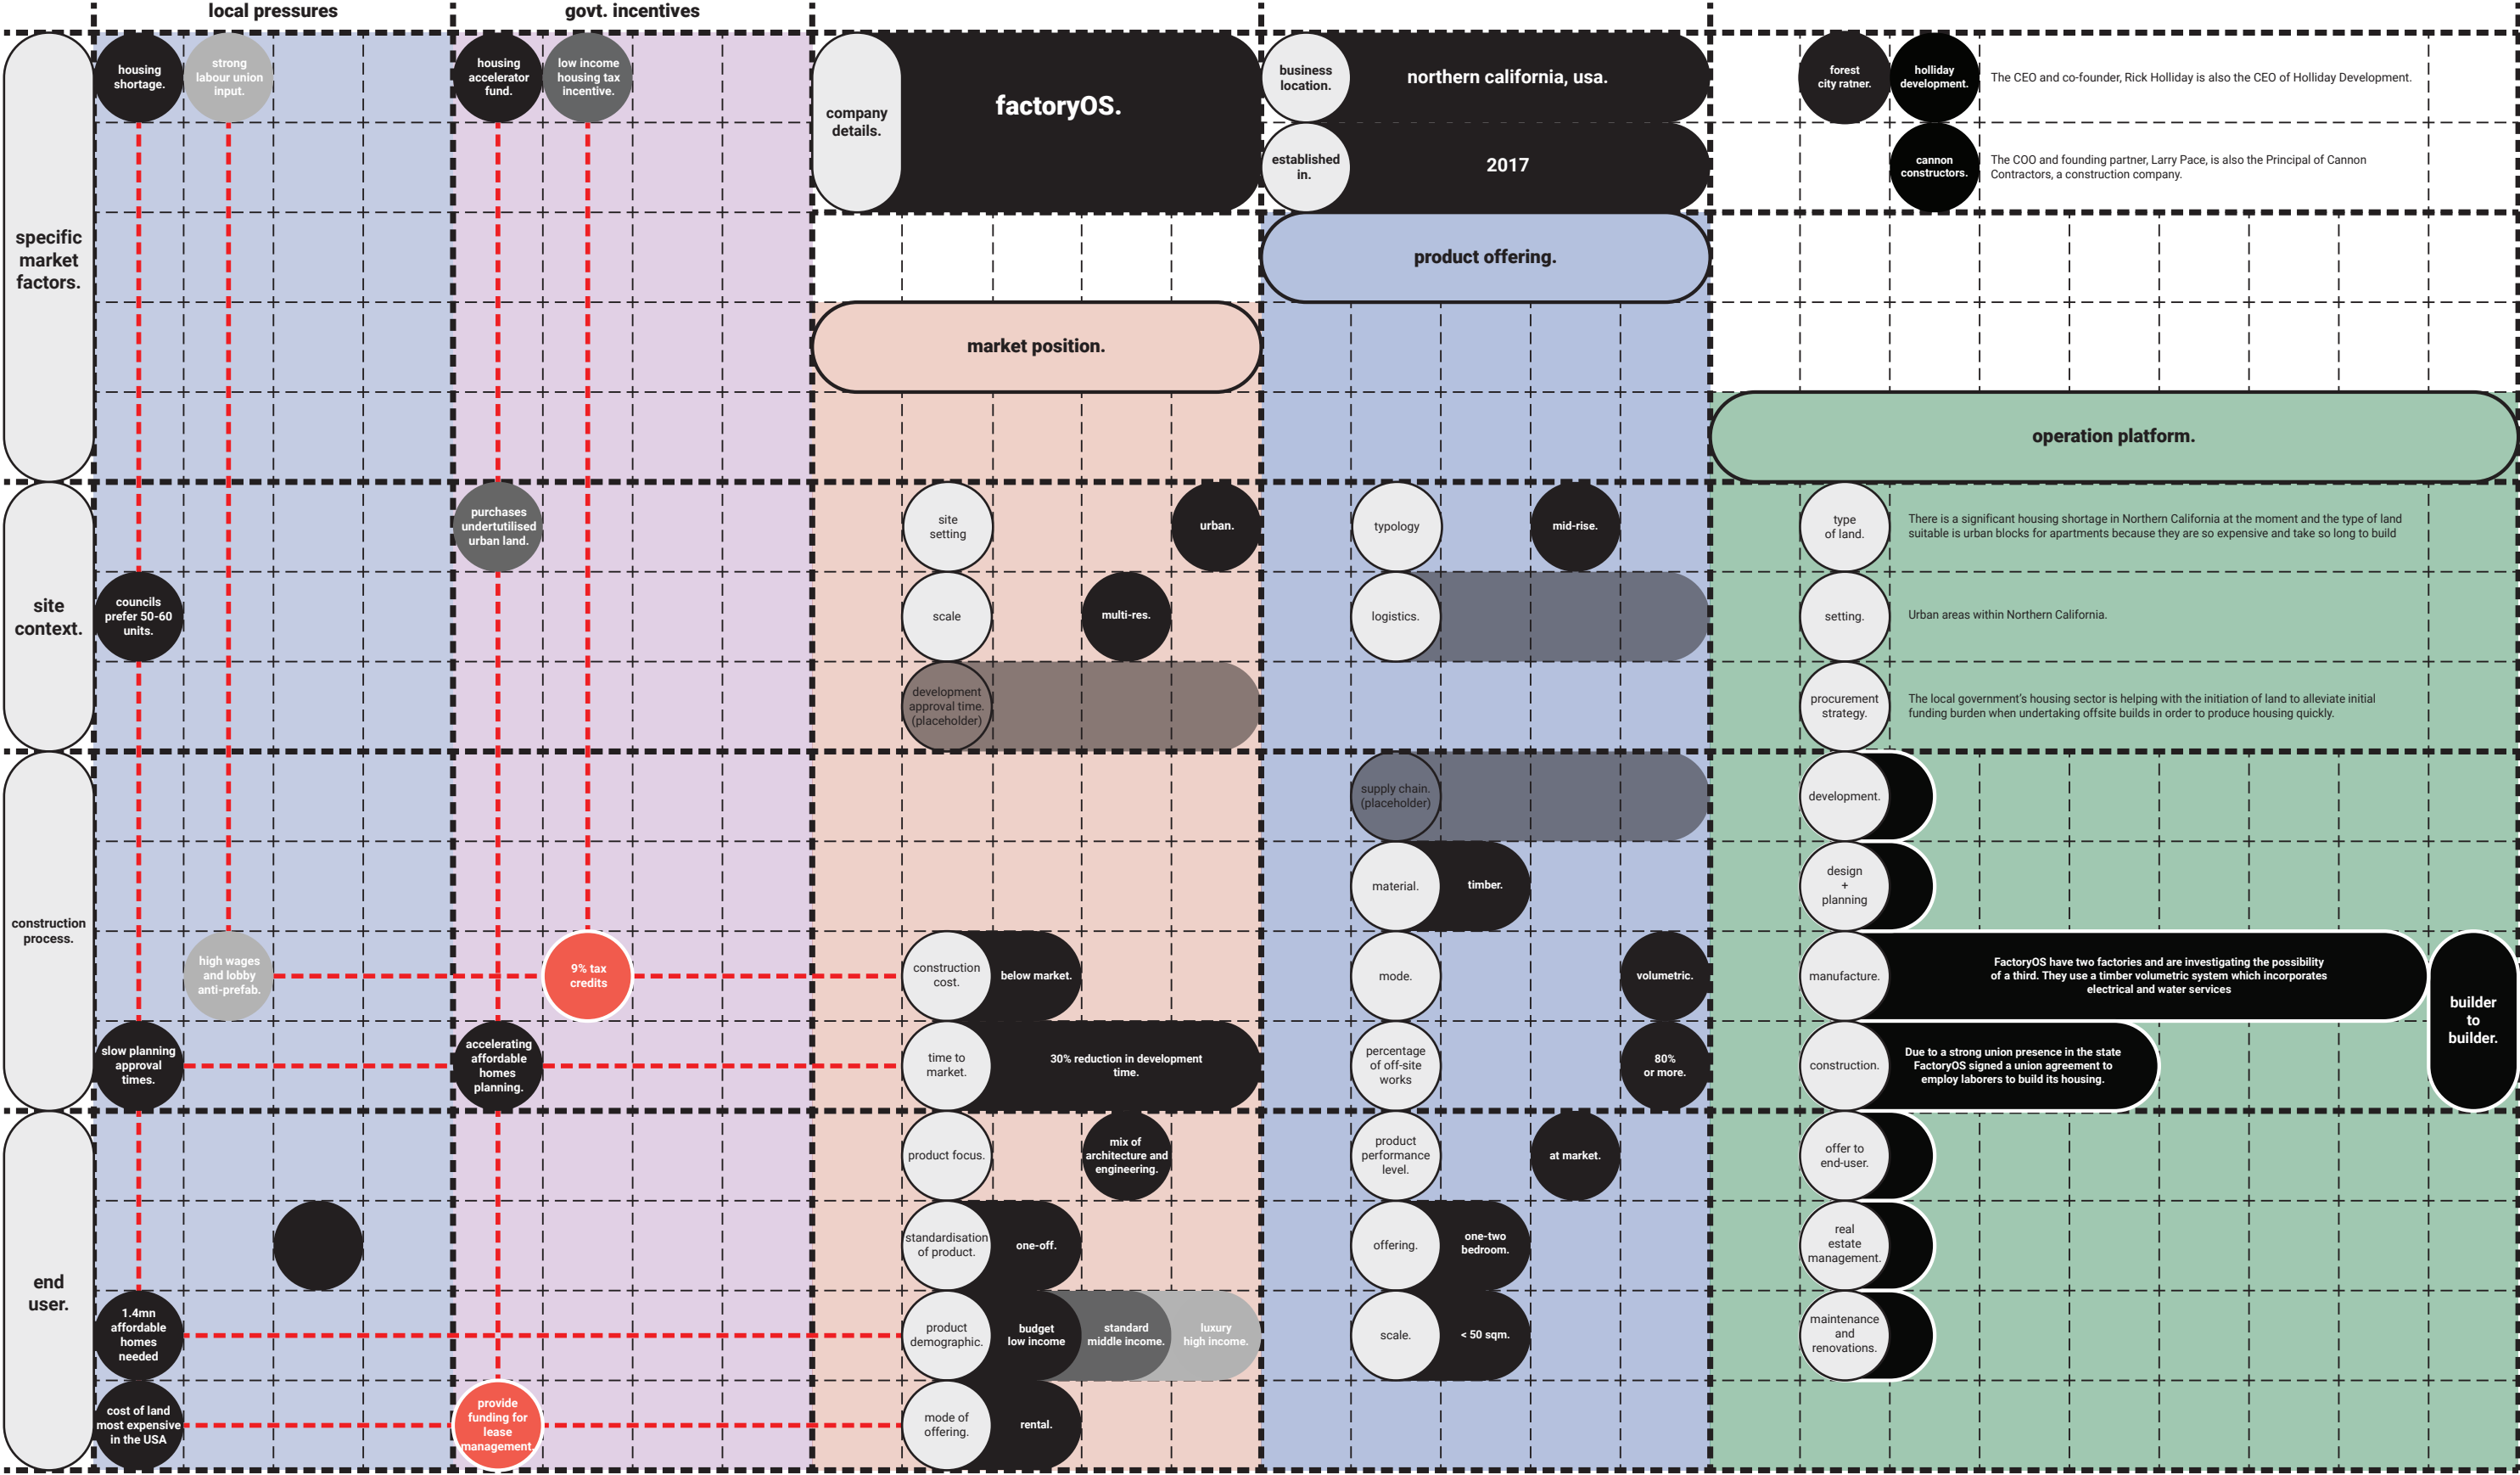 local pressures
govt. incentives
housing
shortage.
strong
labour union
input.
housing
accelerator
fund.
low income
housing tax
incentive.
company
details.
factoryOS.
business
location.
northern california, usa.
established
in.
2017
forest
city ratner.
holliday
development.
The CEO and co-founder, Rick Holliday is also the CEO of Holliday Development.
cannon
constructors.
The COO and founding partner, Larry Pace, is also the Principal of Cannon
Contractors, a construction company.
specific
market
factors.
product offering.
market position.
operation platform.
site
context.
purchases
undertutilised
urban land.
site
setting
urban.
typology
mid-rise.
type
of land.
There is a significant housing shortage in Northern California at the moment and the type of land
suitable is urban blocks for apartments because they are so expensive and take so long to build
councils
prefer 50-60
units.
scale
multi-res.
logistics.
setting.
Urban areas within Northern California.
development
approval time.
(placeholder)
procurement
strategy.
The local government's housing sector is helping with the initiation of land to alleviate initial
funding burden when undertaking offsite builds in order to produce housing quickly.
construction
process.
supply chain.
(placeholder)
development.
material.
timber.
design
+
planning
high wages
and lobby
anti-prefab.
9% tax
credits
construction
cost.
below market.
mode.
volumetric.
manufacture.
FactoryOS have two factories and are investigating the possibility
of a third. They use a timber volumetric system which incorporates
electrical and water services
builder
to
builder.
slow planning
approval
times.
accelerating
affordable
homes
planning.
time to
market.
30% reduction in development
time.
percentage
of off-site
works
80%
or more.
construction.
Due to a strong union presence in the state
FactoryOS signed a union agreement to
employ laborers to build its housing.
end
user.
product focus.
mix of
architecture and
engineering.
product
performance
level.
at market.
offer to
end-user.
standardisation
of product.
one-off.
offering.
one-two
bedroom.
real
estate
management.
1.4mn
affordable
homes
needed
product
demographic.
budget
low income
standard
middle income.
luxury
high income.
scale.
< 50 sqm.
maintenance
and
renovations.
cost of land
most expensive
in the USA
provide
funding for
lease
management.
mode of
offering.
rental.